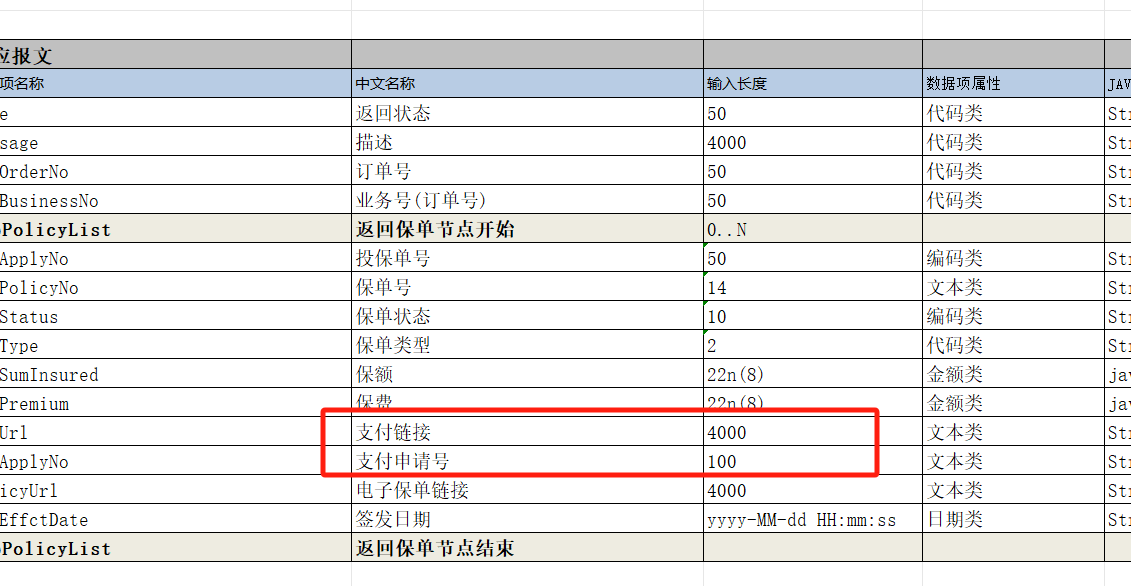 应报文
项名称 中文名称 输入长度 数据项属性 JAV
e 返回状态 50 代码类 Str
sage 描述 4000 代码类 Str
OrderNo 订单号 50 代码类 Str
BusinessNo 业务号(订单号) 50 代码类 Str
PolicyList 返回保单节点开始 0..N
ApplyNo 投保单号 50 编码类 Str
PolicyNo 保单号 14 文本类 Str
Status 保单状态 10 编码类 Str
Type 保单类型 2 代码类 Str
SumInsured 保额 22n(8) 金额类 jav
Premium 保费 22n(8) 金额类 jav
Url 支付链接 4000 文本类 Str
ApplyNo 支付申请号 100 文本类 Str
icyUrl 电子保单链接 4000 文本类 Str
EffctDate 签发日期 yyyy-MM-dd HH:mm:ss 日期类 Str
PolicyList 返回保单节点结束